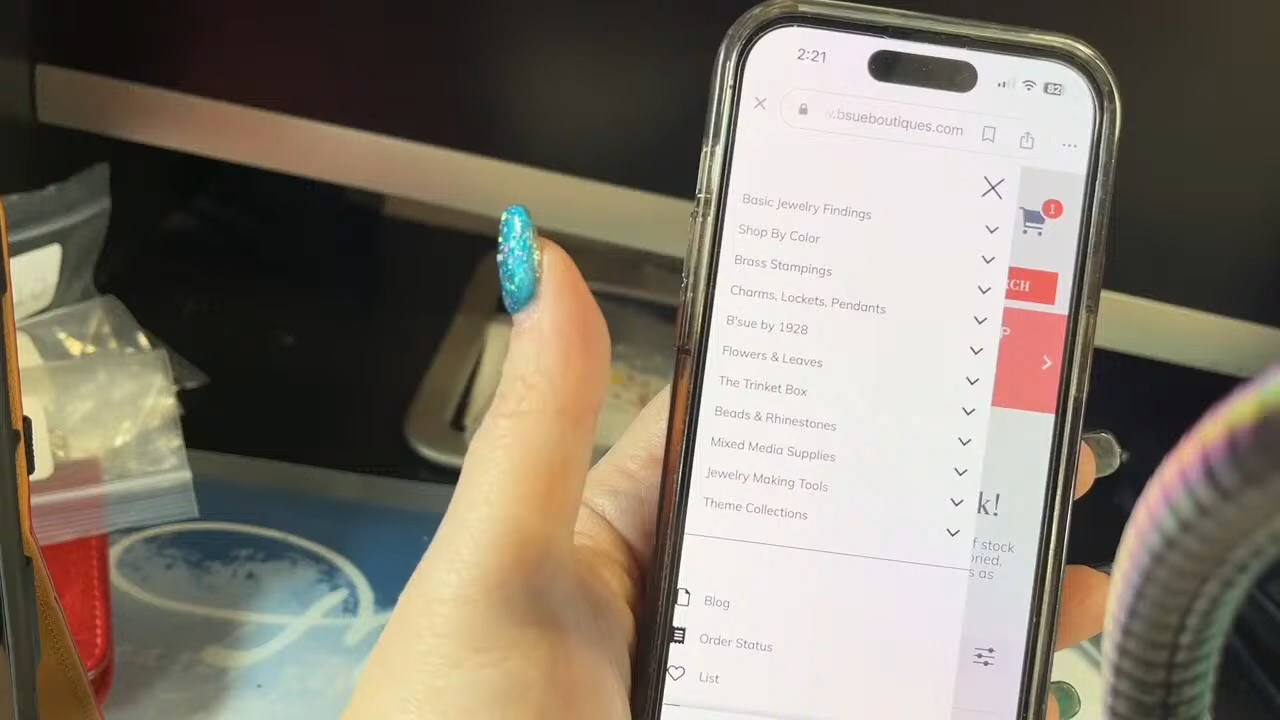 2:21
82
.bsueboutiques.com
Basic Jewelry Findings
1
Shop By Color
Brass Stampings
RCH
Charms, Lockets, Pendants
B'sue by 1928
P
Flowers & Leaves
The Trinket Box
Beads & Rhinestones
Mixed Media Supplies
Jewelry Making Tools
k!
Theme Collections
f stock
oried.
s as
Blog
Order Status
List